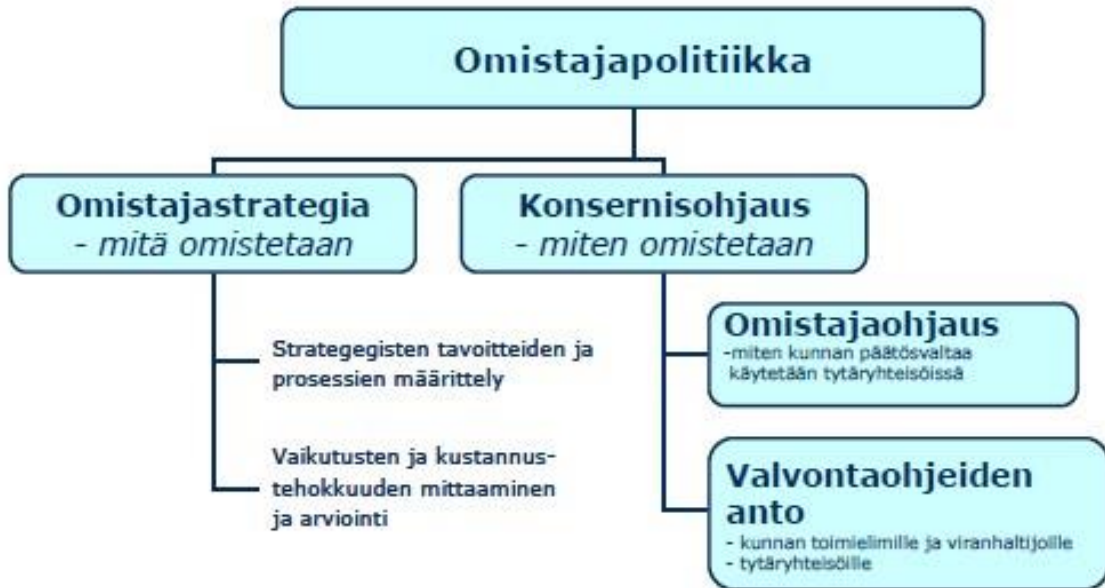 Omistajapolitiikka
Omistajastrategia
- mitä omistetaan
Konsernisohjaus
- miten omistetaan
Strategegisten tavoitteiden ja
prosessien määrittely
Vaikutusten ja kustannus-
tehokkuuden mittaaminen
ja arviointi
Omistajaohjaus
-miten kunnan päätösvaltaa
käytetään tytäryhteisöissä
Valvontaohjeiden
anto
- kunnan toimielimille ja viranhaltijoille
- tytäryhteisöille